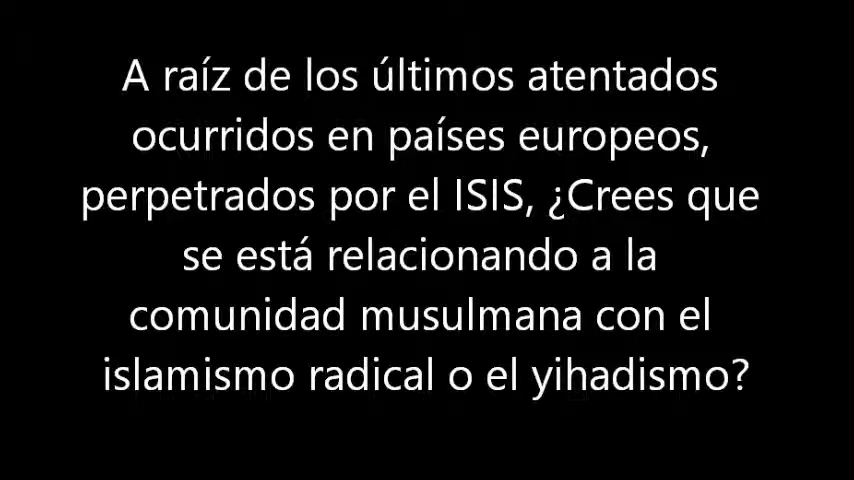 A raíz de los últimos atentados
ocurridos en países europeos,
perpetrados por el ISIS, ¿Crees que
se está relacionando a la
comunidad musulmana con el
islamismo radical o el yihadismo?